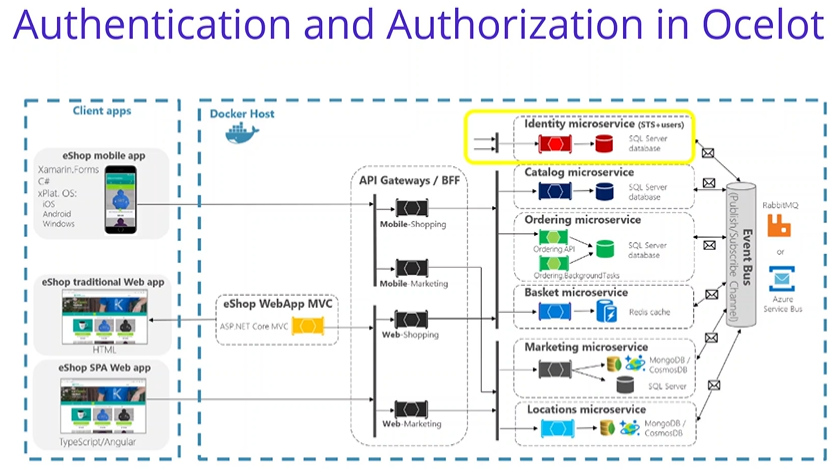 Authentication and Authorization in Ocelot
Client apps
eShop mobile app
Xamarin.Forms
C#
xPlat. OS:
iOS
Android
Windows
eShop traditional Web app
HTML
eShop SPA Web app
TypeScript/Angular
Docker Host
eShop WebApp MVC
ASP.NET Core MVC
API Gateways / BFF
Mobile-Shopping
Mobile-Marketing
Web-Shopping
Web-Marketing
Identity microservice (STS+users)
SQL Server
database
Catalog microservice
SQL Server
database
Ordering microservice
Ordering.API
Ordering.BackgroundTasks
SQL Server
database
Basket microservice
Redis cache
Marketing microservice
MongoDB /
CosmosDB
SQL Server
Locations microservice
MongoDB /
CosmosDB
Event Bus
(Publish/Subscribe Channel)
RabbitMQ
or
Azure
Service Bus